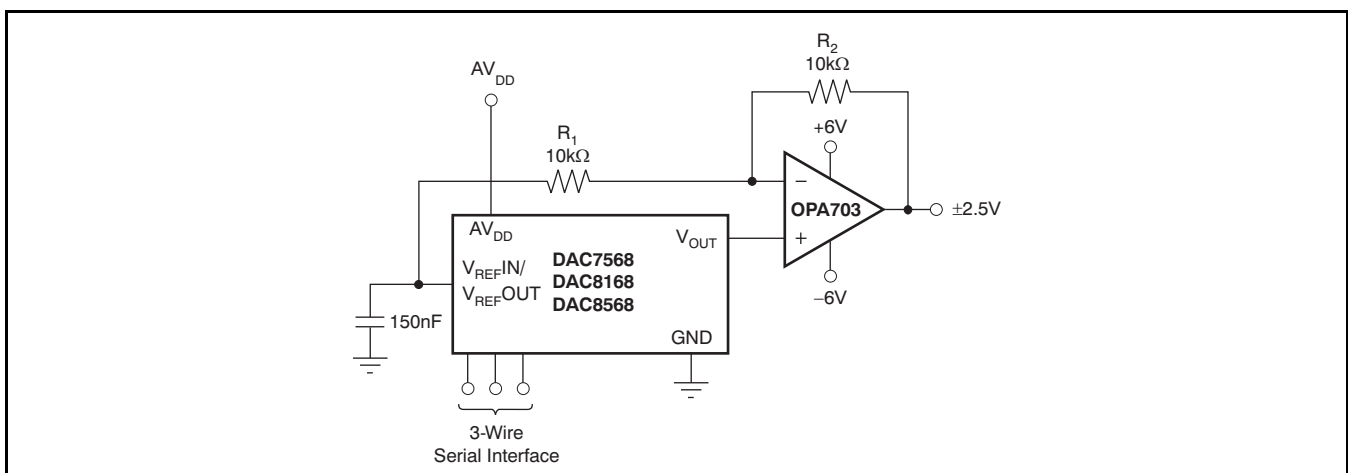 R2
10kΩ
AVDD
+6V
R1
10kΩ
−
OPA703
±2.5V
AVDD
VOUT
+
VREFIN/
VREFOUT
DAC7568
DAC8168
DAC8568
−6V
150nF
GND
3-Wire
Serial Interface